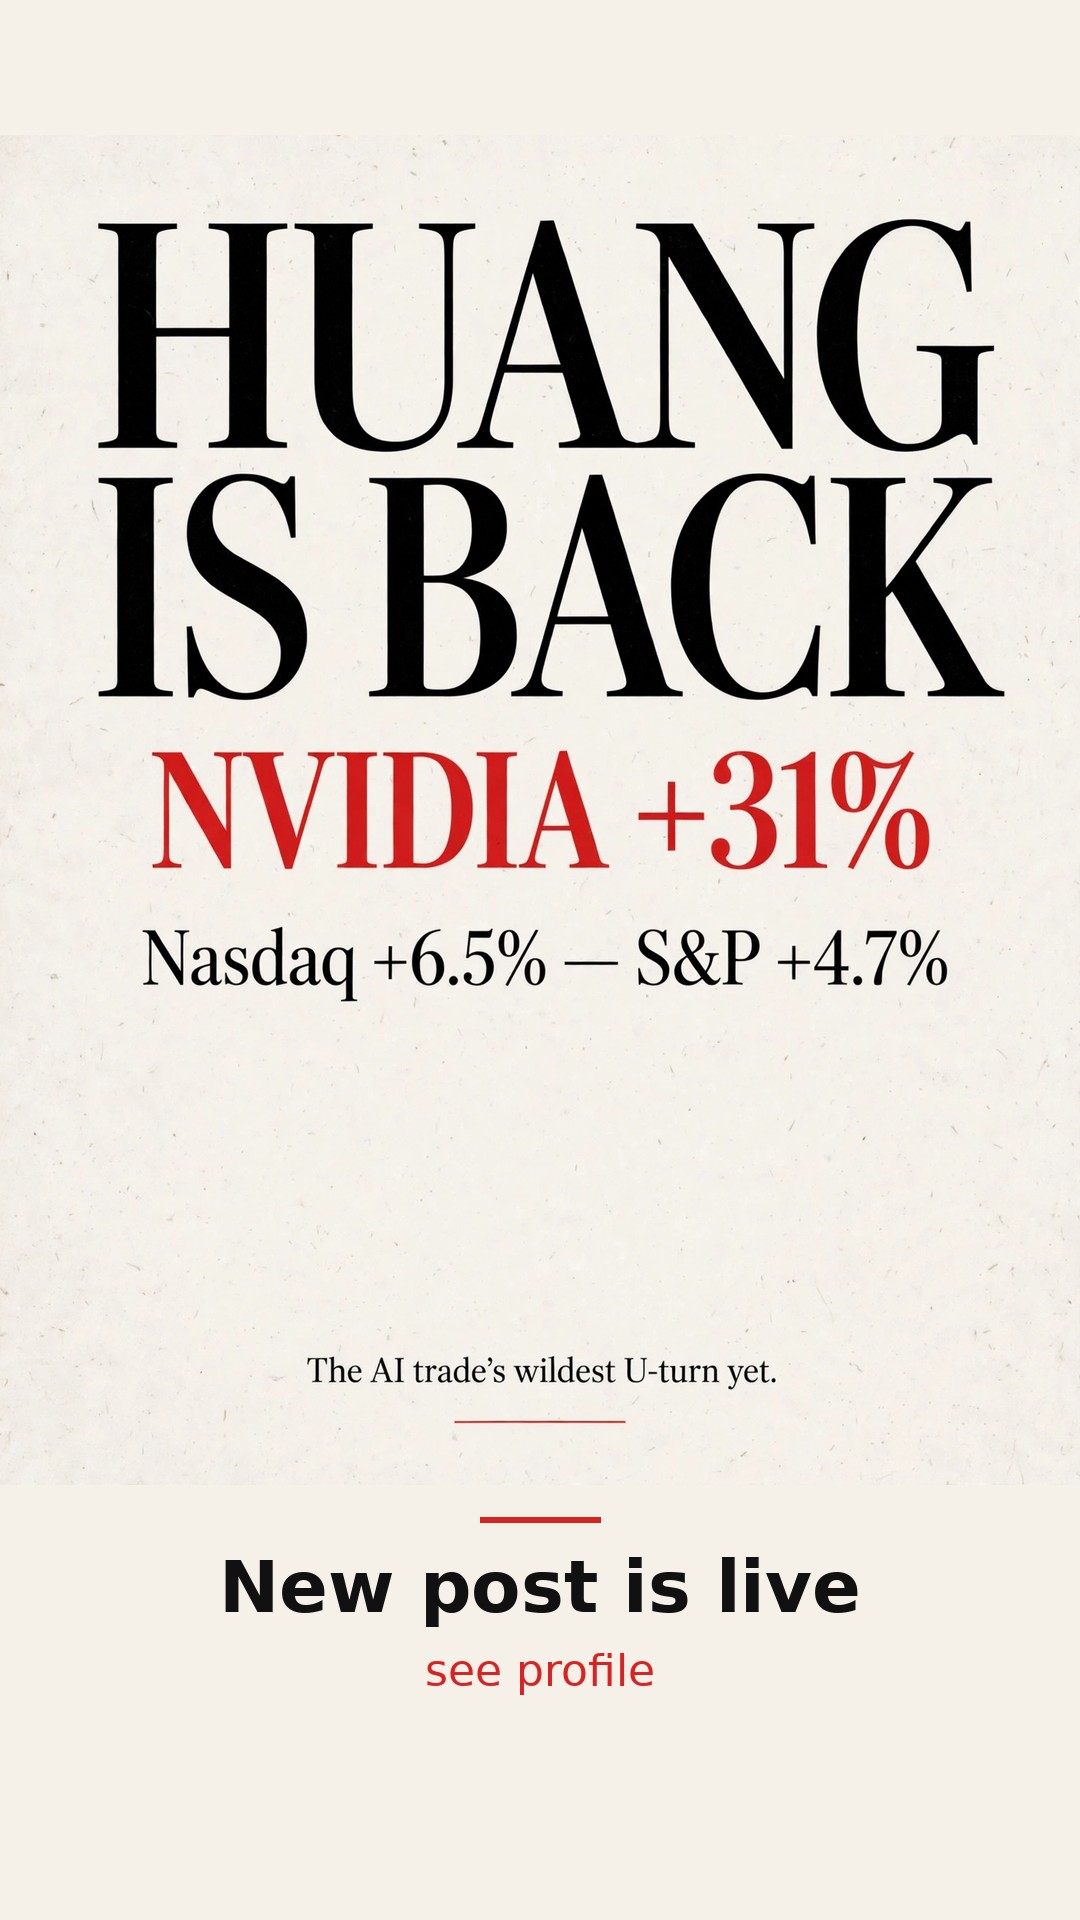 HUANG
IS BACK
NVIDIA +31%
Nasdaq +6.5% — S&P +4.7%
The AI trade’s wildest U-turn yet.
New post is live
see profile